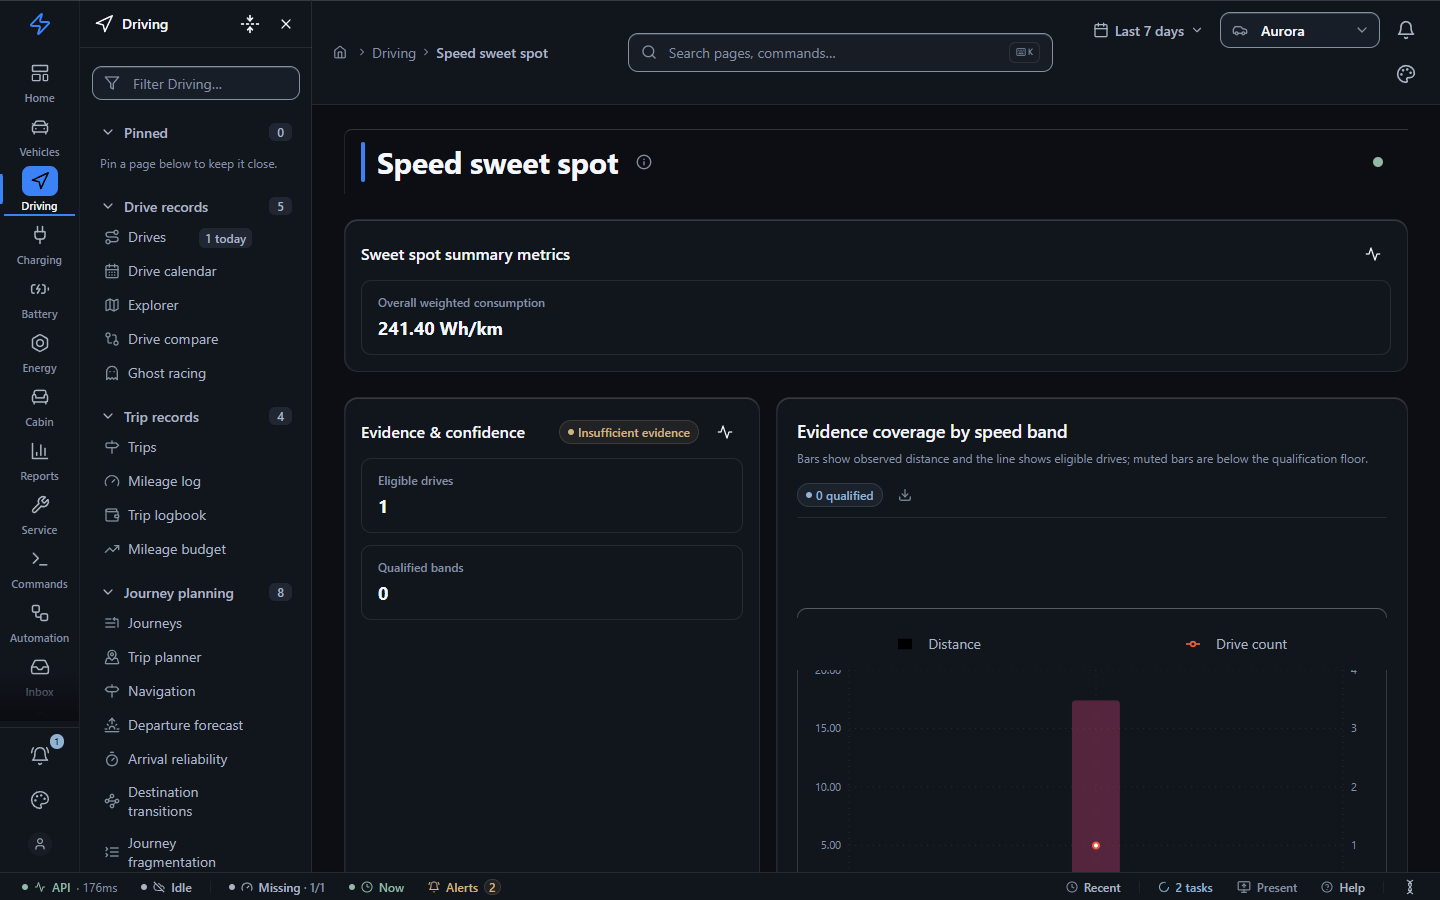 Driving
Filter Driving...
Home
Vehicles
Driving
Charging
Battery
Energy
Cabin
Reports
Service
Commands
Automation
Inbox
1
Pinned 0
Pin a page below to keep it close.
Drive records 5
Drives 1 today
Drive calendar
Explorer
Drive compare
Ghost racing
Trip records 4
Trips
Mileage log
Trip logbook
Mileage budget
Journey planning 8
Journeys
Trip planner
Navigation
Departure forecast
Arrival reliability
Destination
transitions
Journey
fragmentation
Driving Speed sweet spot
Search pages, commands... K
Last 7 days
Aurora
Speed sweet spot
Sweet spot summary metrics
Overall weighted consumption
241.40 Wh/km
Evidence & confidence Insufficient evidence
Eligible drives
1
Qualified bands
0
Evidence coverage by speed band
Bars show observed distance and the line shows eligible drives; muted bars are below the qualification floor.
0 qualified
Distance Drive count
20.00 4
15.00 3
10.00 2
5.00 1
API · 176ms Idle Missing · 1/1 Now Alerts 2 Recent 2 tasks Present Help